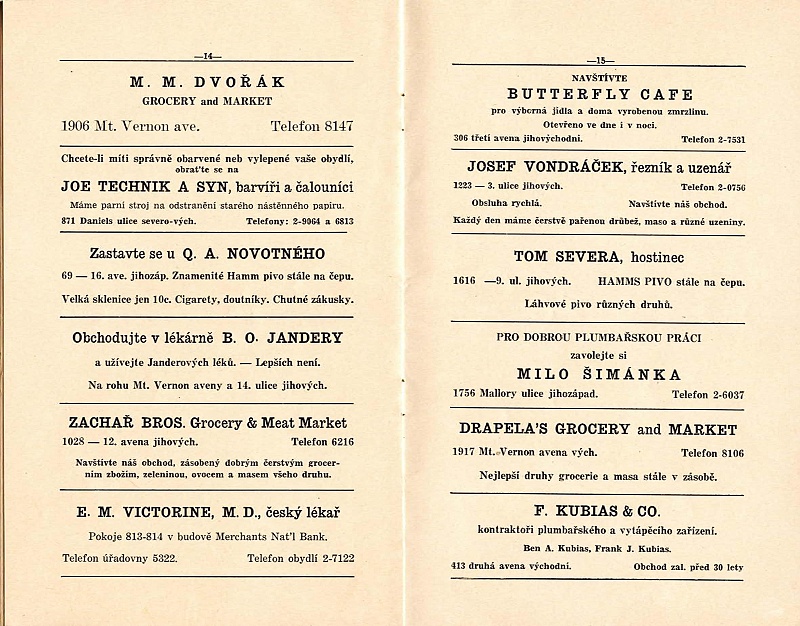 —14—
M. M. DVOŘÁK
GROCERY and MARKET
1906 Mt. Vernon ave. Telefon 8147
Chcete-li míti správně obarvené neb vylepené vaše obydlí,
obrať'te se na
JOE TECHNIK A SYN, barvíři a čalouníci
Máme parní stroj na odstranění starého nástěnného papíru.
871 Daniels ulice severo-vých. Telefony: 2-9064 a 6813
Zastavte se u Q. A. NOVOTNÉHO
69 — 16. ave. jihozáp. Znamenité Hamm pivo stále na čepu.
Velká sklenice jen 10c. Cigarety, doutníky. Chutné zákusky.
Obchodujte v lékárně B. O. JANDERY
a užívejte Janderových léků. — Lepších není.
Na rohu Mt. Vernon aveny a 14. ulice jihových.
ZACHAŘ BROS. Grocery & Meat Market
1028 — 12. avena jihových. Telefon 6216
Navštivte náš obchod, zásobený dobrým čerstvým grocer-
ním zbožím, zeleninou, ovocem a masem všeho druhu.
E. M. VICTORINE, M. D., český lékař
Pokoje 813-814 v budově Merchants Nat'l Bank.
Telefon úřadovny 5322. Telefon obydlí 2-7122
—15—
NAVŠTÍVTE
BUTTERFLY CAFE
pro výborná jídla a doma vyrobenou zmrzlinu.
Otevřeno ve dne i v noci.
306 třetí avena jihovýchodní. Telefon 2-7531
JOSEF VONDRÁČEK, řezník a uzenář
1223 — 3. ulice jihových. Telefon 2-0756
Obsluha rychlá. Navštivte náš obchod.
Každý den máme čerstvě pařenou drůbež, maso a různé uzeniny.
TOM SEVERA, hostinec
1616 —9. ul. jihových. HAMMS PIVO stále na čepu.
Láhvové pivo různých druhů.
PRO DOBROU PLUMBAŘSKOU PRÁCI
zavolejte si
MILO ŠIMÁNKA
1756 Mallory ulice jihozápad. Telefon 2-6037
DRAPELA'S GROCERY and MARKET
1917 Mt. Vernon avena vých. Telefon 8106
Nejlepší druhy grocerie a masa stále v zásobě.
F. KUBIAS & CO.
kontraktoři plumbařského a vytápěcího zařízení.
Ben A. Kubias, Frank J. Kubias.
413 druhá avena východní. Obchod zal. před 30 lety